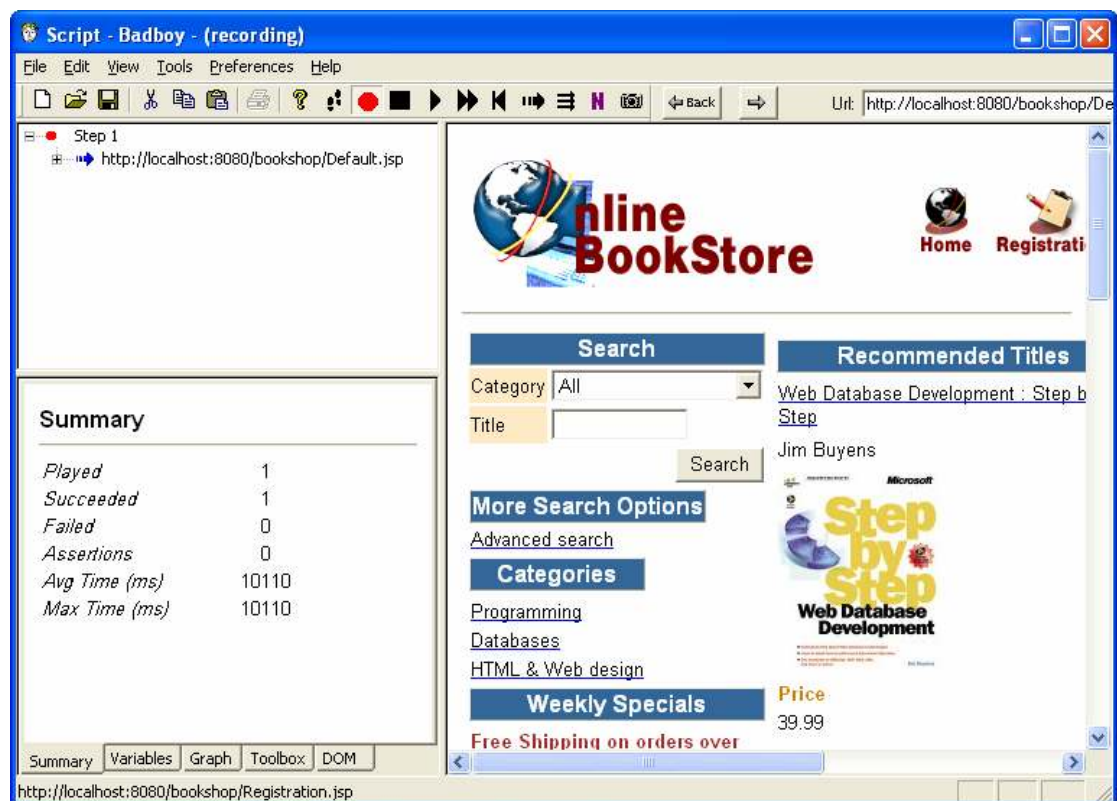 Script - Badboy - (recording)
File Edit View Tools Preferences Help
Back
Url: http://localhost:8080/bookshop/De
Step 1
http://localhost:8080/bookshop/Default.jsp
Summary
Played 1
Succeeded 1
Failed 0
Assertions 0
Avg Time (ms) 10110
Max Time (ms) 10110
Summary Variables Graph Toolbox DOM
nline
BookStore
Home Registrati
Search
Category All
Title
Search
More Search Options
Advanced search
Categories
Programming
Databases
HTML & Web design
Weekly Specials
Free Shipping on orders over
Recommended Titles
Web Database Development : Step b
Step
Jim Buyens
Microsoft
Step
by
Step
Web Database
Development
Price
39.99
http://localhost:8080/bookshop/Registration.jsp